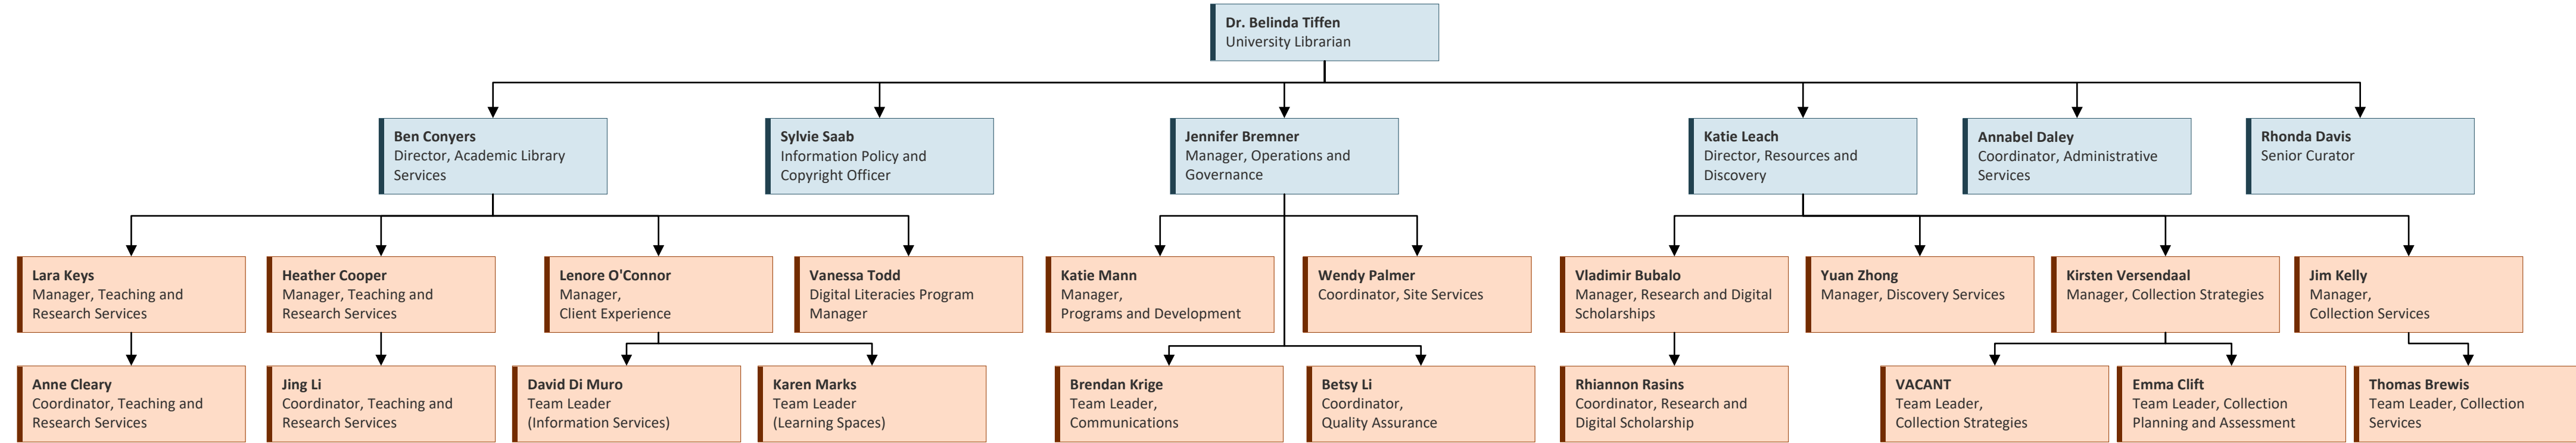 Dr. Belinda Tiffen
University Librarian
Ben Conyers
Director, Academic Library
Services
Sylvie Saab
Information Policy and
Copyright Officer
Jennifer Bremner
Manager, Operations and
Governance
Katie Leach
Director, Resources and
Discovery
Annabel Daley
Coordinator, Administrative
Services
Rhonda Davis
Senior Curator
Lara Keys
Manager, Teaching and
Research Services
Heather Cooper
Manager, Teaching and
Research Services
Lenore O'Connor
Manager,
Client Experience
Vanessa Todd
Digital Literacies Program
Manager
Katie Mann
Manager,
Programs and Development
Wendy Palmer
Coordinator, Site Services
Vladimir Bubalo
Manager, Research and Digital
Scholarships
Yuan Zhong
Manager, Discovery Services
Kirsten Versendaal
Manager, Collection Strategies
Jim Kelly
Manager,
Collection Services
Anne Cleary
Coordinator, Teaching and
Research Services
Jing Li
Coordinator, Teaching and
Research Services
David Di Muro
Team Leader
(Information Services)
Karen Marks
Team Leader
(Learning Spaces)
Brendan Krige
Team Leader,
Communications
Betsy Li
Coordinator,
Quality Assurance
Rhiannon Rasins
Coordinator, Research and
Digital Scholarship
VACANT
Team Leader,
Collection Strategies
Emma Clift
Team Leader, Collection
Planning and Assessment
Thomas Brewis
Team Leader, Collection
Services